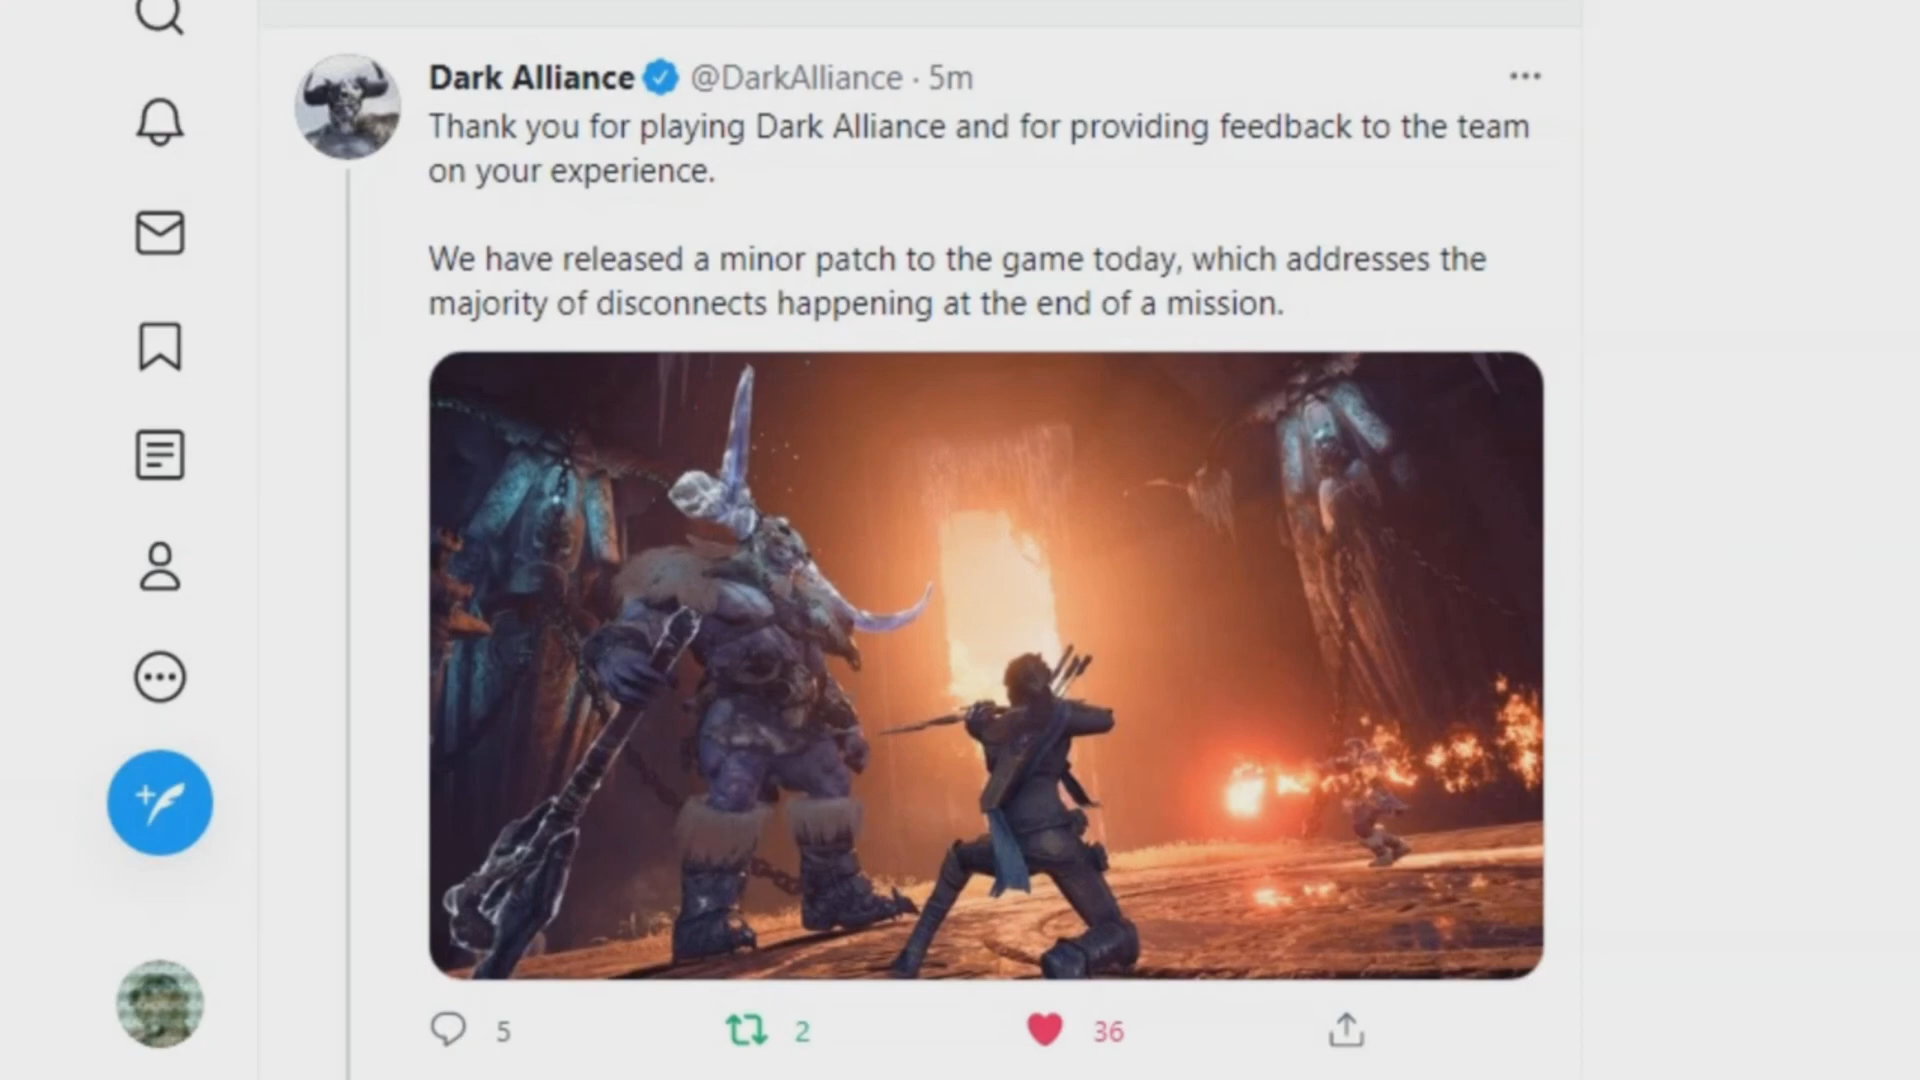 Dark Alliance @DarkAlliance · 5m
Thank you for playing Dark Alliance and for providing feedback to the team
on your experience.
We have released a minor patch to the game today, which addresses the
majority of disconnects happening at the end of a mission.
5 2 36